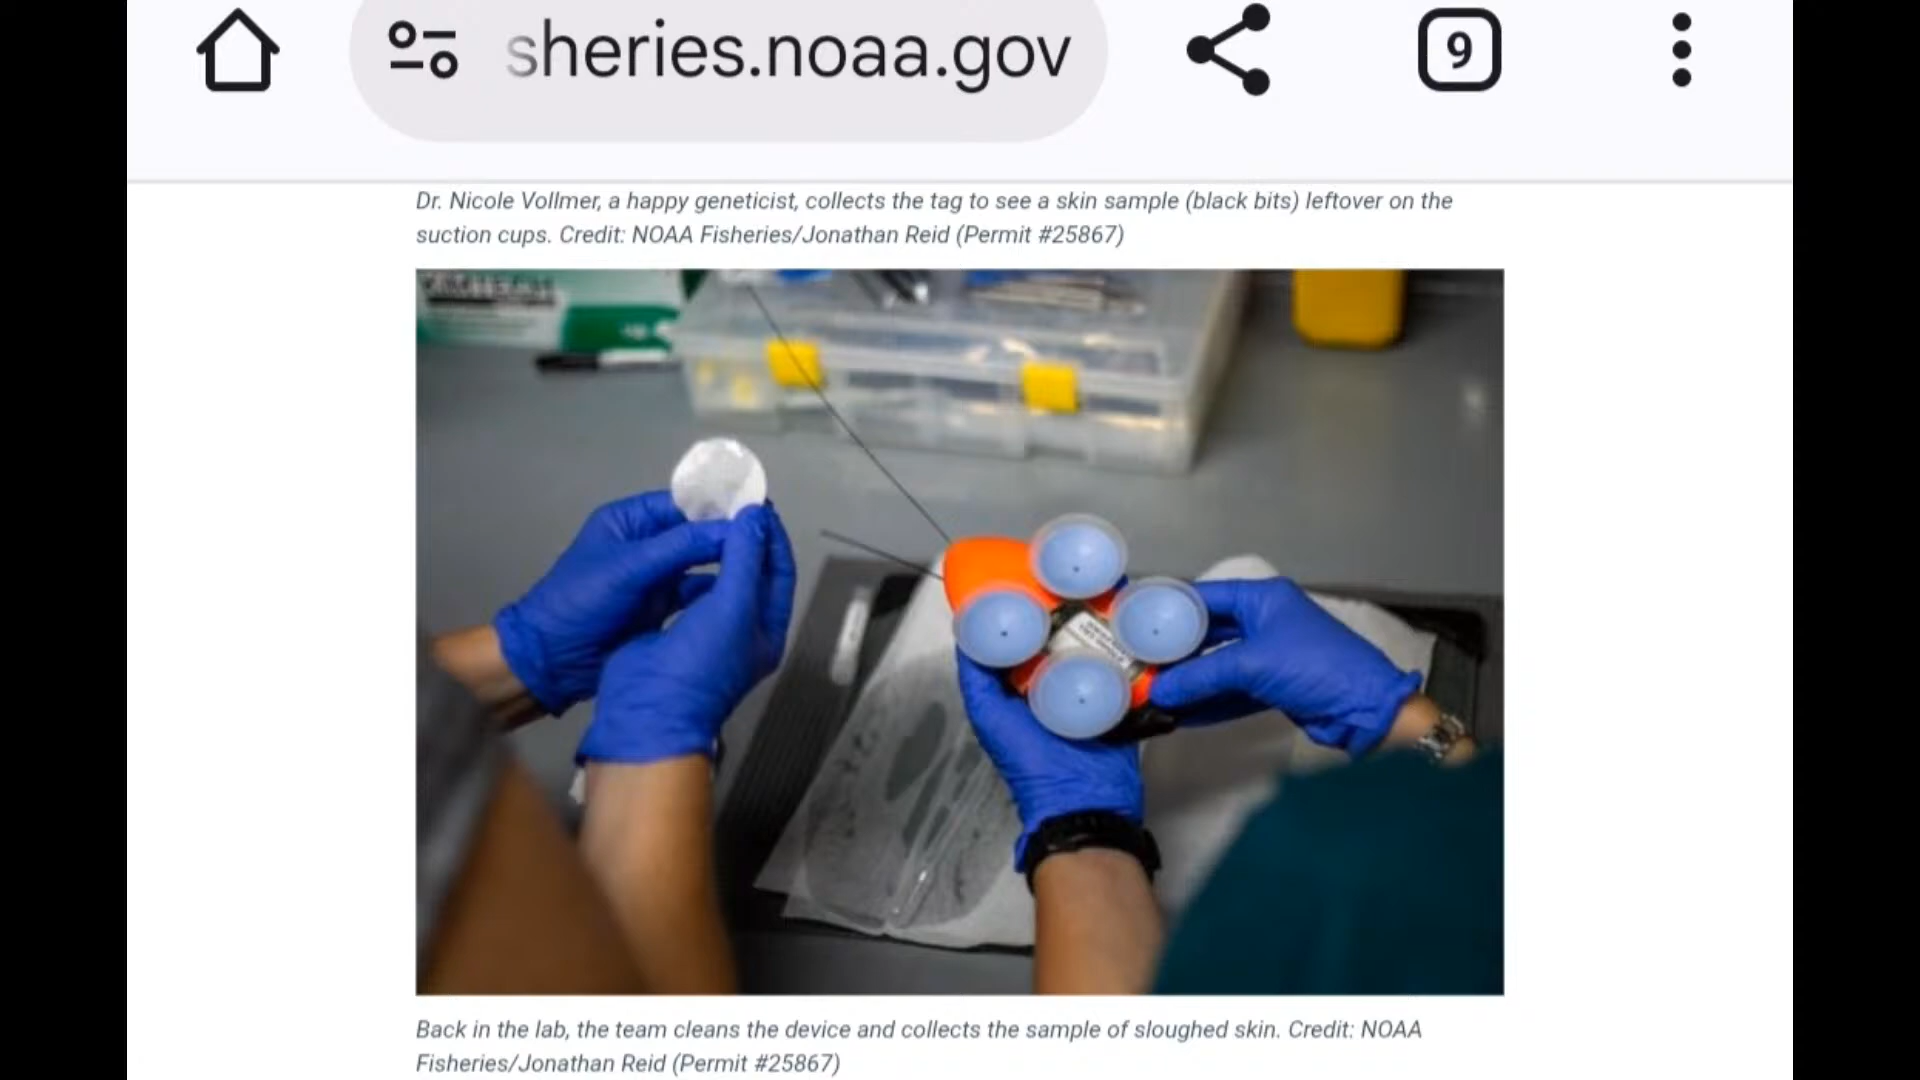 sheries.noaa.gov
9
Dr. Nicole Vollmer, a happy geneticist, collects the tag to see a skin sample (black bits) leftover on the
suction cups. Credit: NOAA Fisheries/Jonathan Reid (Permit #25867)
Back in the lab, the team cleans the device and collects the sample of sloughed skin. Credit: NOAA
Fisheries/Jonathan Reid (Permit #25867)